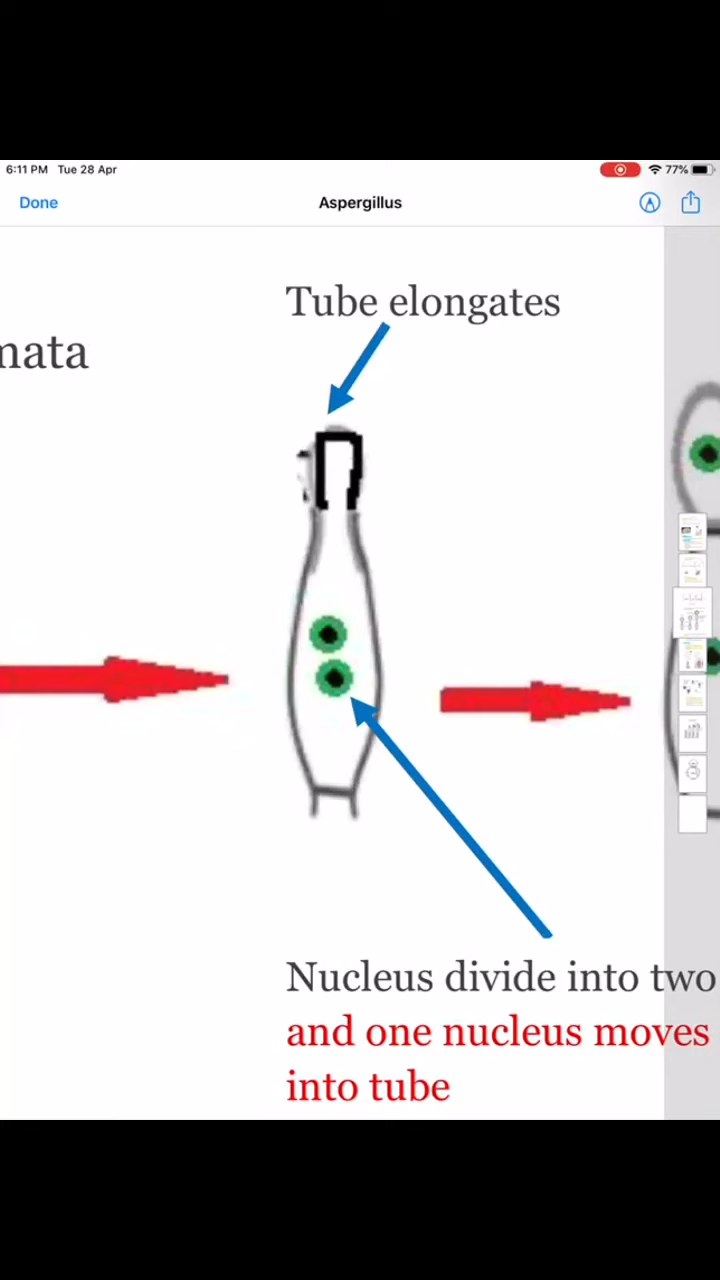 6:11 PM Tue 28 Apr
77%
Done
Aspergillus
Tube elongates
mata
Nucleus divide into two
and one nucleus moves
into tube